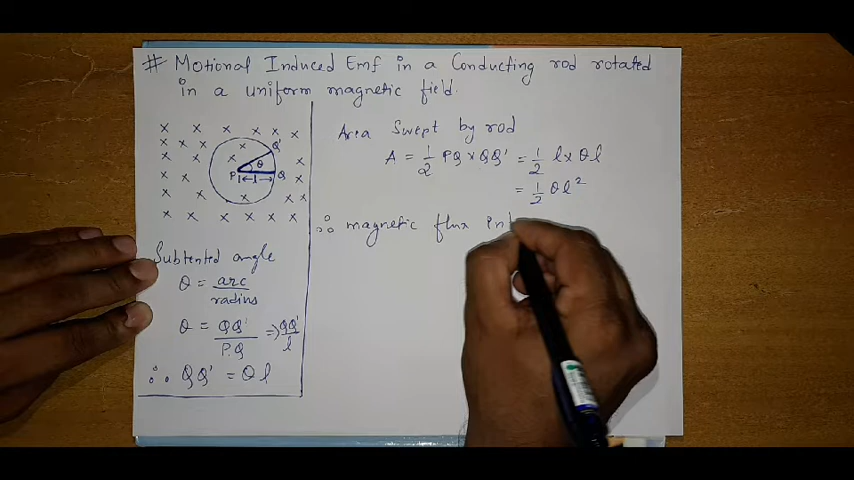 # Motional Induced Emf in a Conducting rod rotated
in a uniform magnetic field.
Q'
θ
P
l
Q
Subtented angle
θ = arc / radius
θ = QQ' / PQ => QQ' / l
∴ QQ' = θl
Area Swept by rod
A = 1/2 PQ × QQ' = 1/2 l × θl
= 1/2 θl²
∴ magnetic flux